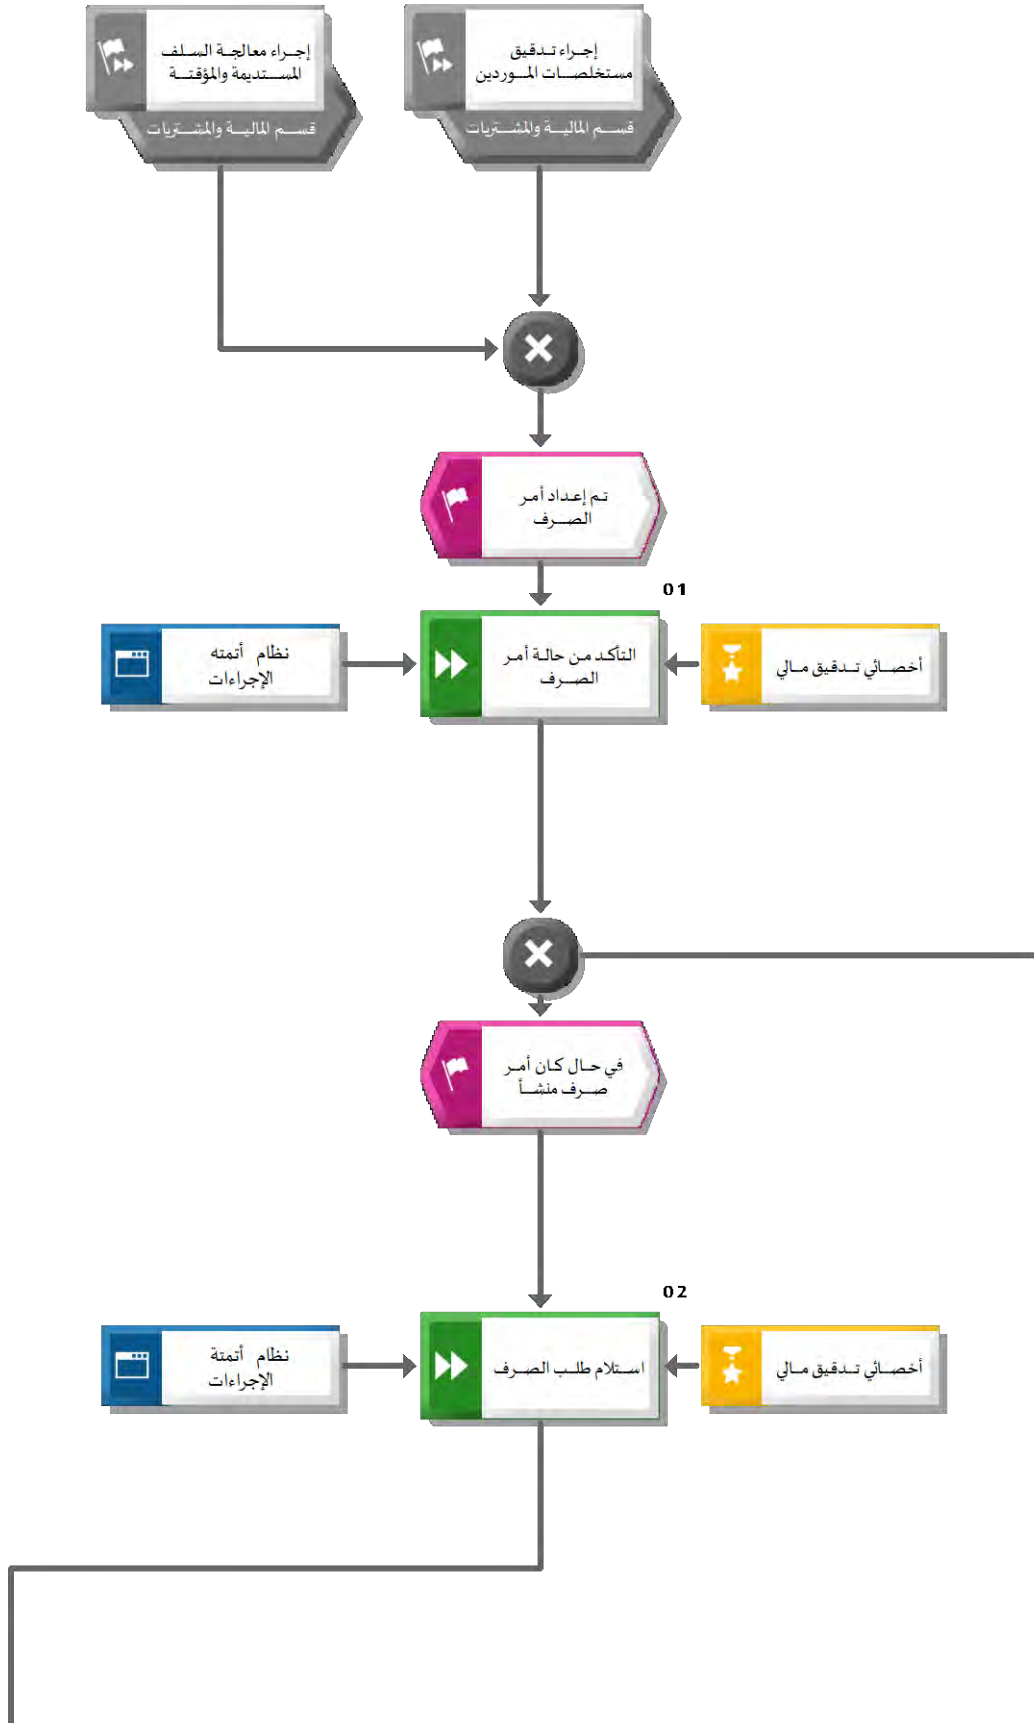 إجراء تدقيق
مستخلصات الموردين
قسم المالية والمشتريات
إجراء معالجة السلف
المستديمة والمؤقتة
قسم المالية والمشتريات
تم إعداد أمر
الصرف
01
أخصائي تدقيق مالي
التأكد من حالة أمر
الصرف
نظام أتمته
الإجراءات
في حال كان أمر
صرف منشأ
02
أخصائي تدقيق مالي
استلام طلب الصرف
نظام أتمتة
الإجراءات